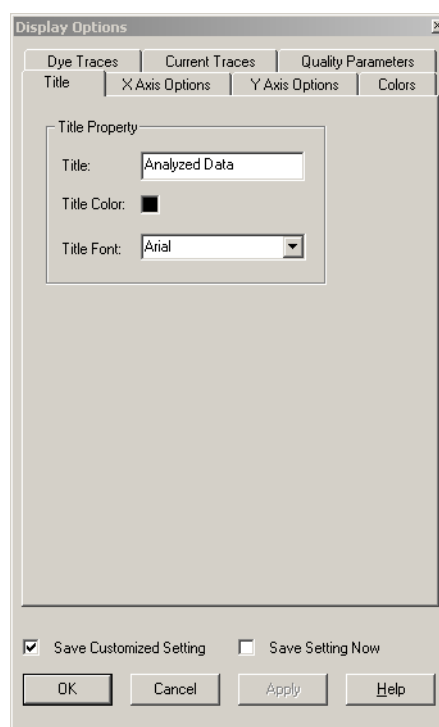 Display Options
Dye Traces Current Traces Quality Parameters
Title X Axis Options Y Axis Options Colors
Title Property
Title: Analyzed Data
Title Color:
Title Font: Arial
Save Customized Setting Save Setting Now
OK Cancel Apply Help